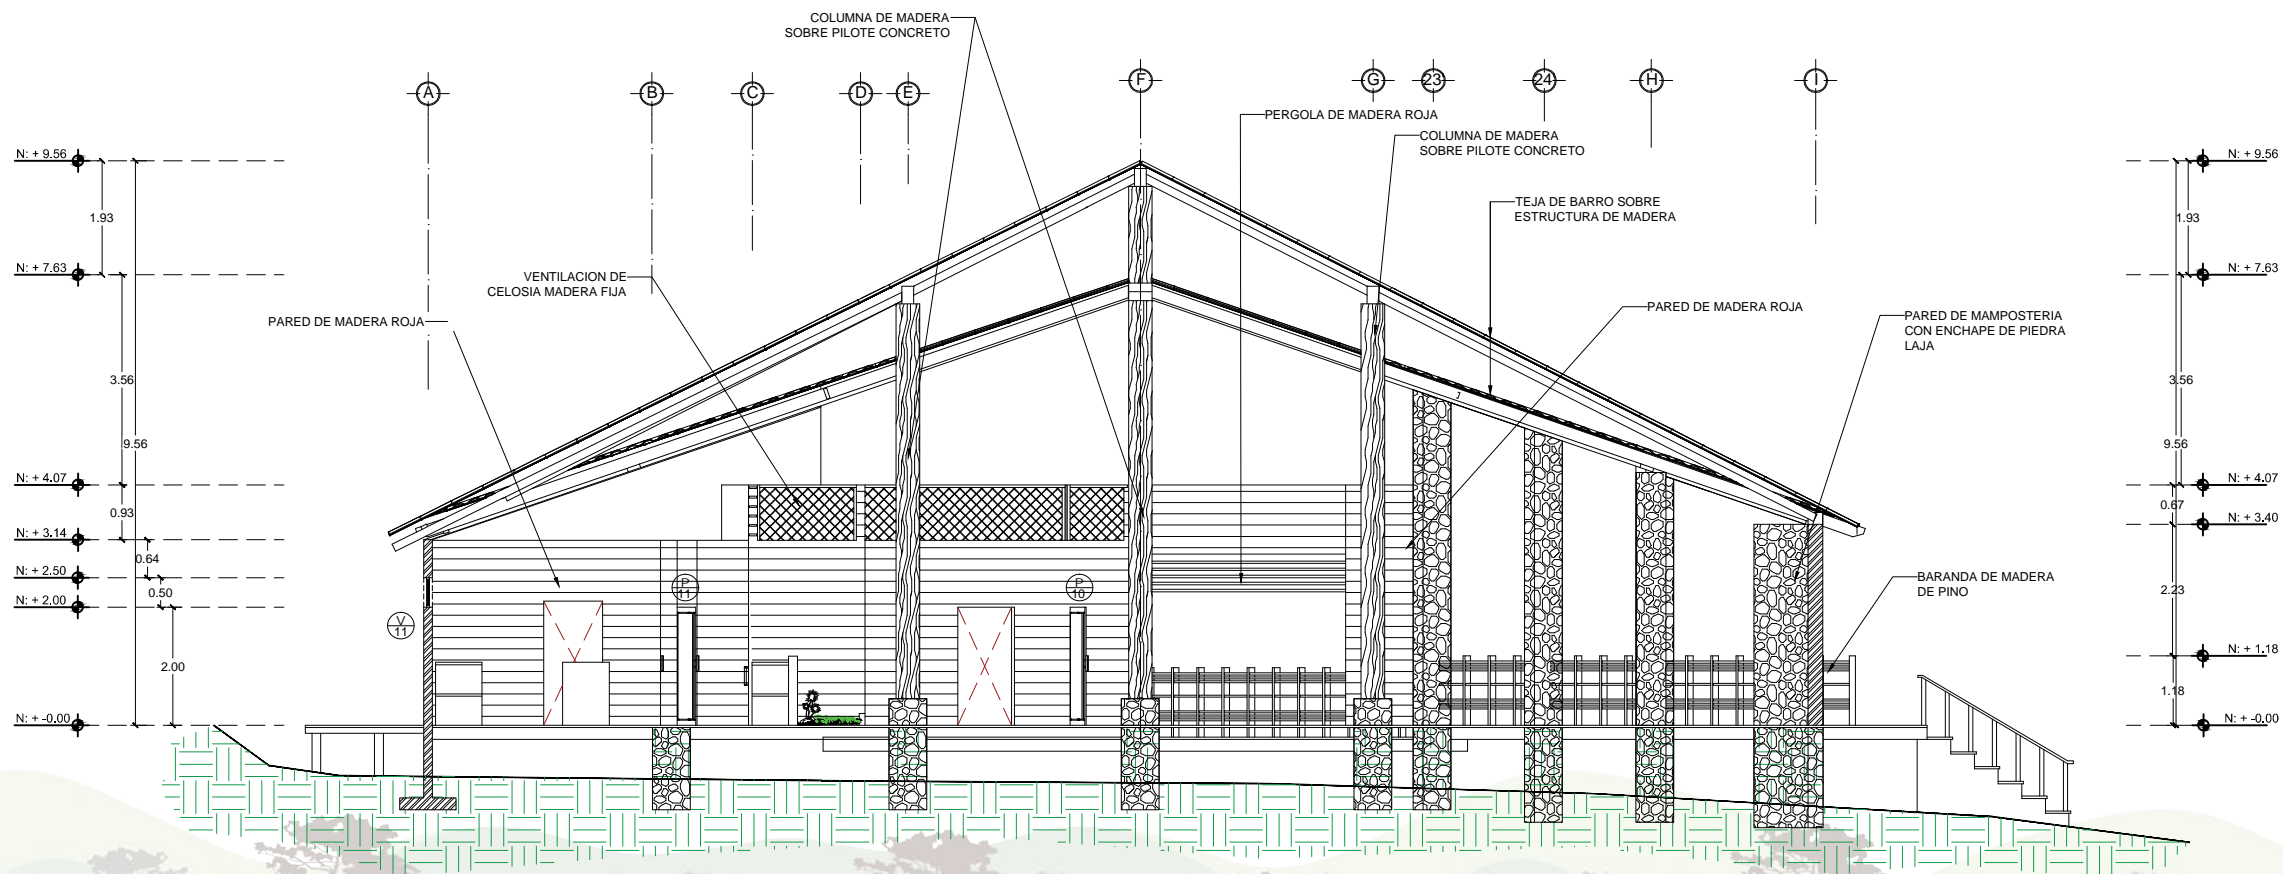 COLUMNA DE MADERA
SOBRE PILOTE CONCRETO
A
B
C
D
E
F
G
23
24
H
I
PERGOLA DE MADERA ROJA
COLUMNA DE MADERA
SOBRE PILOTE CONCRETO
TEJA DE BARRO SOBRE
ESTRUCTURA DE MADERA
VENTILACION DE
CELOSIA MADERA FIJA
PARED DE MADERA ROJA
PARED DE MADERA ROJA
PARED DE MAMPOSTERIA
CON ENCHAPE DE PIEDRA
LAJA
BARANDA DE MADERA
DE PINO
N: + 9.56
1.93
N: + 7.63
3.56
9.56
N: + 4.07
0.93
N: + 3.14
0.64
N: + 2.50
0.50
N: + 2.00
2.00
N: + -0.00
V
11
P
11
P
10
N: + 9.56
1.93
N: + 7.63
3.56
9.56
N: + 4.07
0.67
N: + 3.40
2.23
N: + 1.18
1.18
N: + -0.00